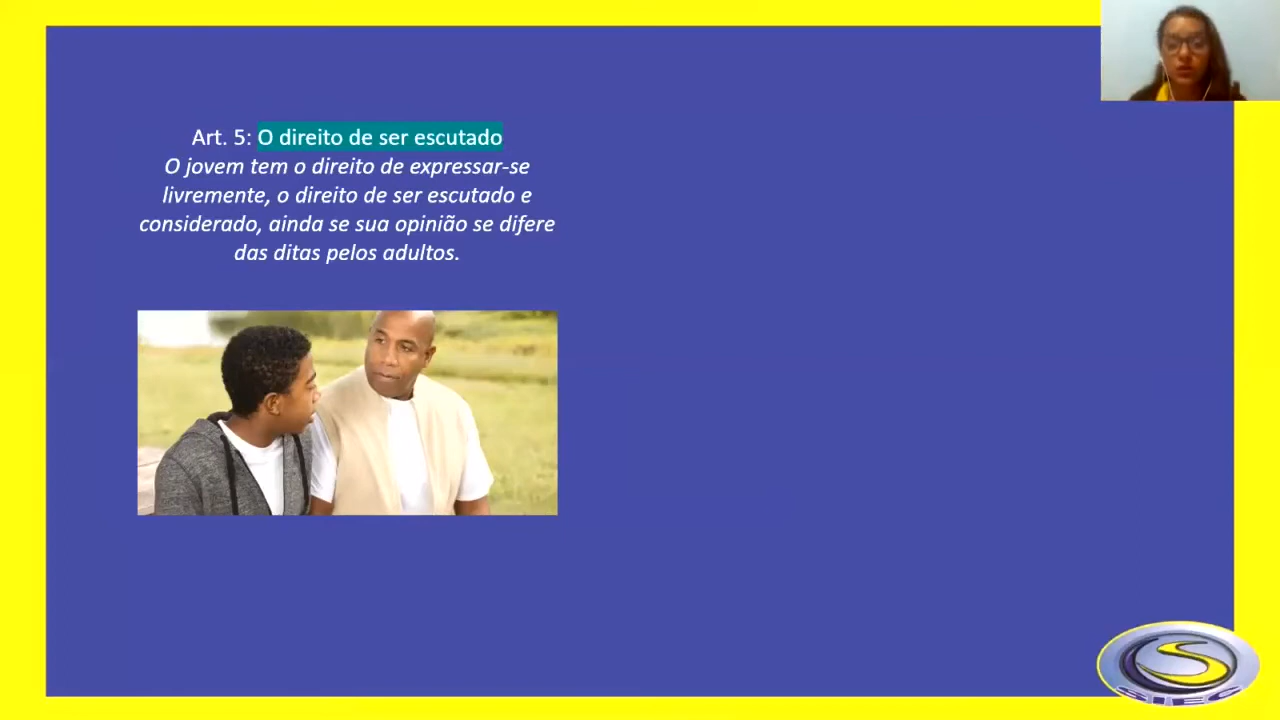 Art. 5: O direito de ser escutado
O jovem tem o direito de expressar-se
livremente, o direito de ser escutado e
considerado, ainda se sua opinião se difere
das ditas pelos adultos.
SIEC